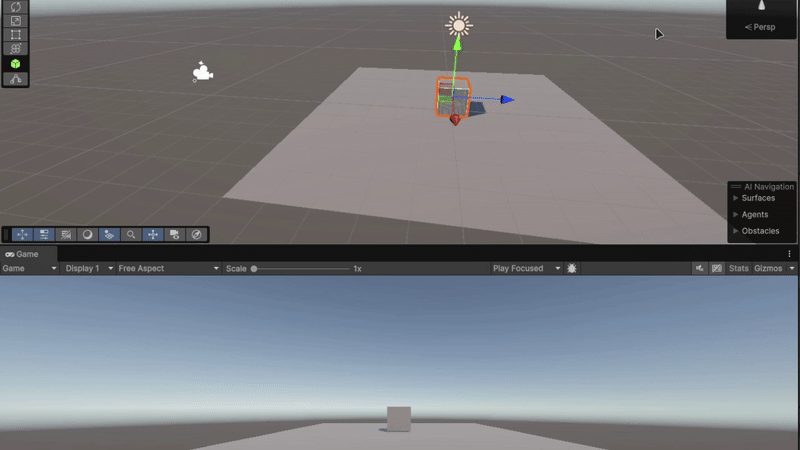 Persp
AI Navigation
Surfaces
Agents
Obstacles
Game
Game Display 1 Free Aspect Scale 1x Play Focused Stats Gizmos